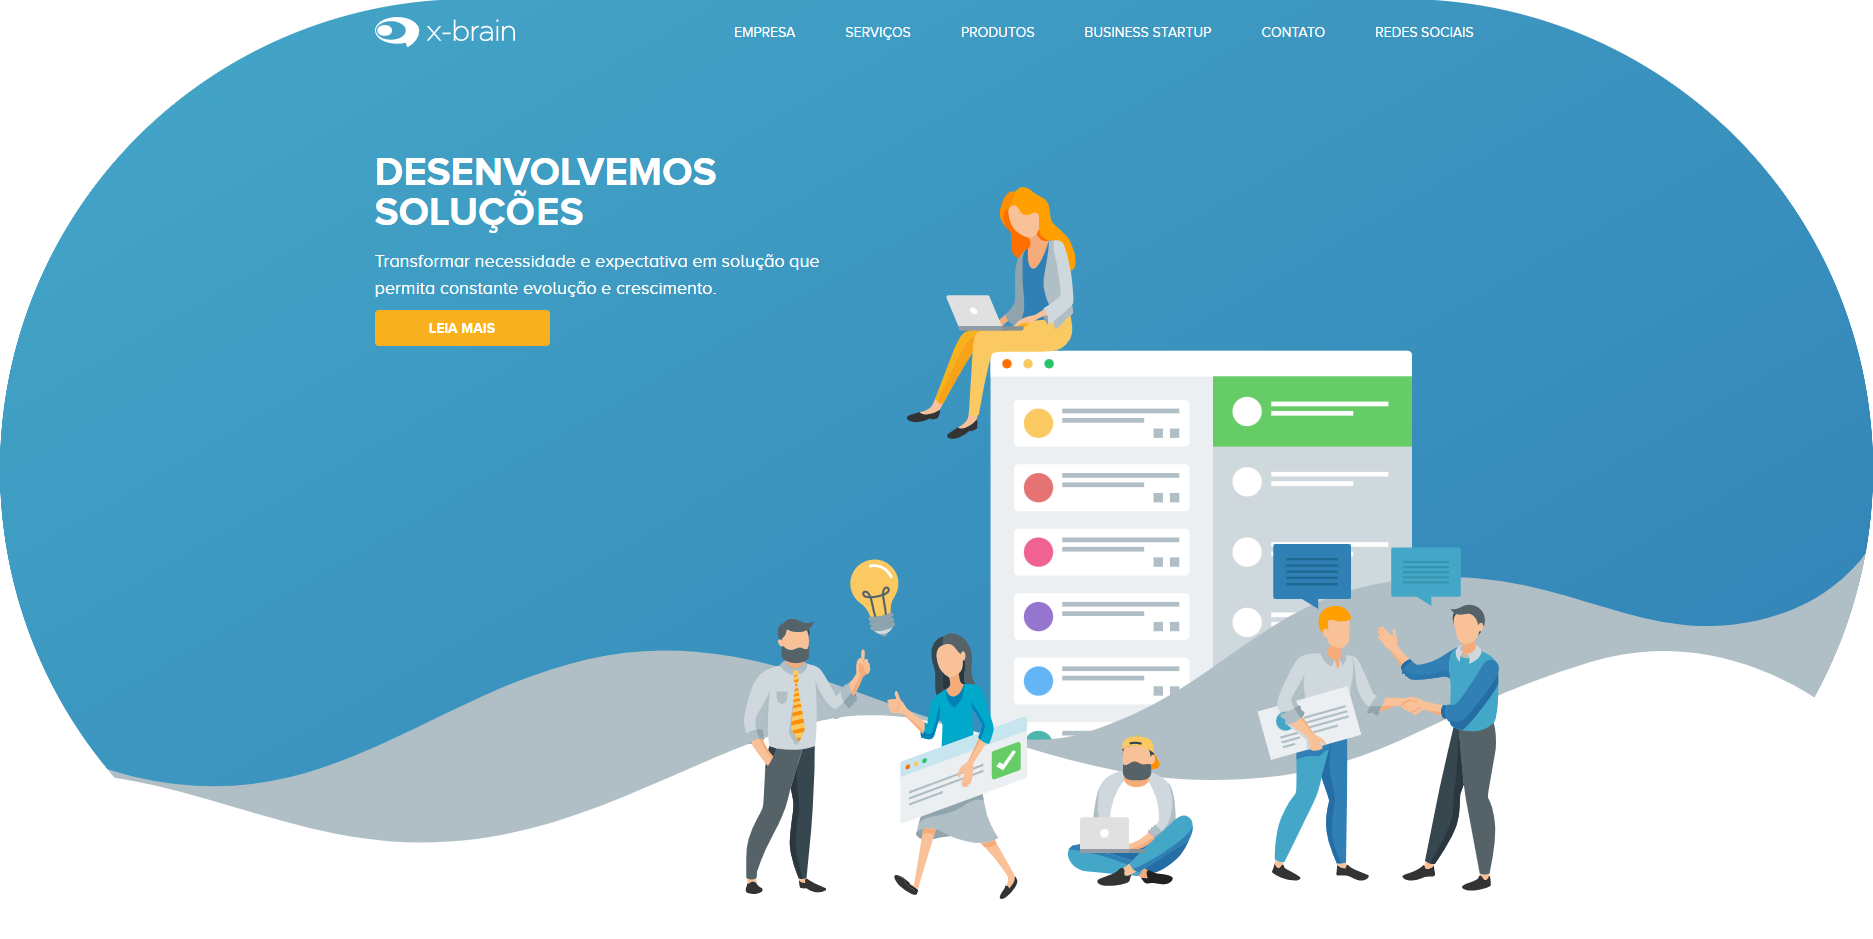 x-brain
EMPRESA
SERVIÇOS
PRODUTOS
BUSINESS STARTUP
CONTATO
REDES SOCIAIS
DESENVOLVEMOS
SOLUÇÕES
Transformar necessidade e expectativa em solução que
permita constante evolução e crescimento.
LEIA MAIS